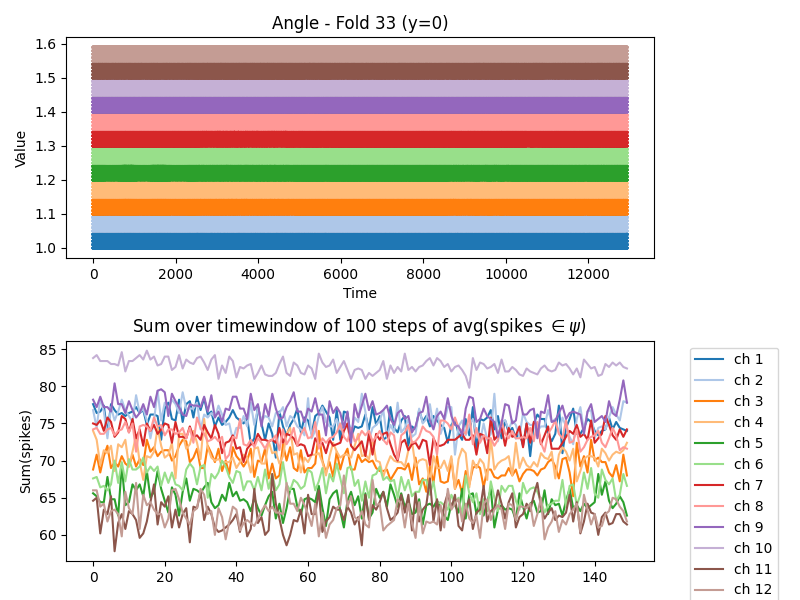 Angle - Fold 33 (y=0)
1.6
1.5
1.4
1.3
1.2
1.1
1.0
Value
0 2000 4000 6000 8000 10000 12000
Time
Sum over timewindow of 100 steps of avg(spikes ∈ ψ)
85
80
75
70
65
60
Sum(spikes)
0 20 40 60 80 100 120 140
ch 1
ch 2
ch 3
ch 4
ch 5
ch 6
ch 7
ch 8
ch 9
ch 10
ch 11
ch 12